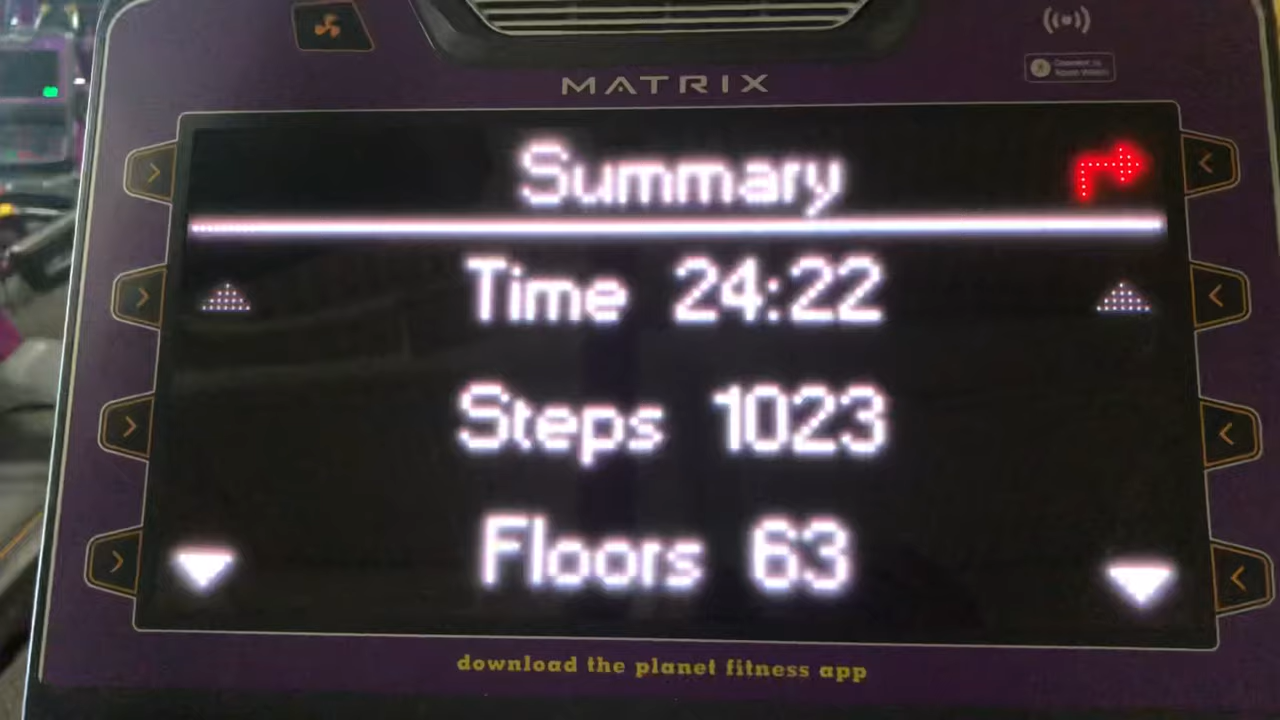 MATRIX
Summary
Time 24:22
Steps 1023
Floors 63
download the planet fitness app